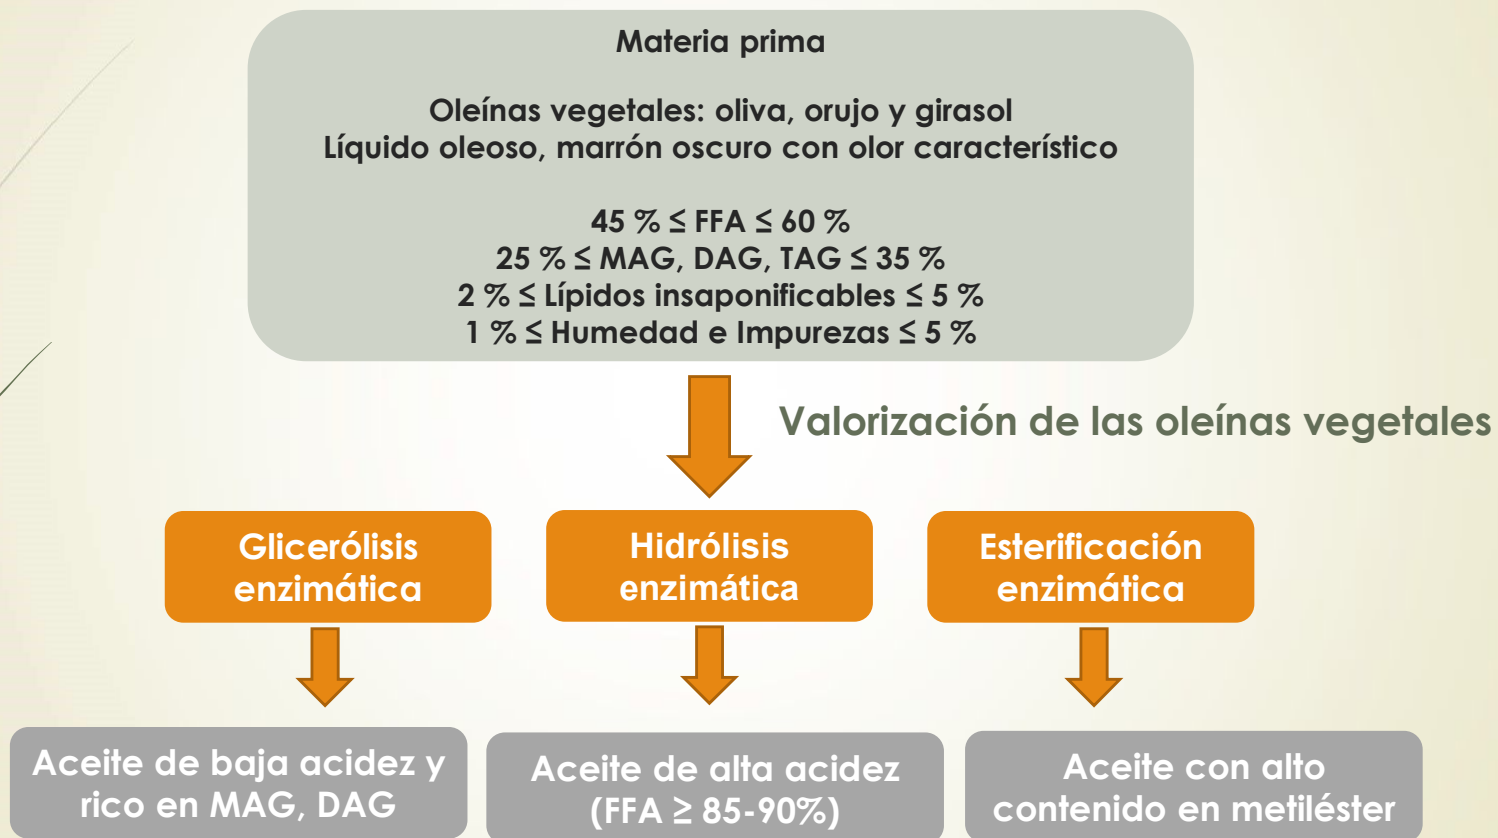 Materia prima
Oleínas vegetales: oliva, orujo y girasol
Líquido oleoso, marrón oscuro con olor característico
45 % ≤ FFA ≤ 60 %
25 % ≤ MAG, DAG, TAG ≤ 35 %
2 % ≤ Lípidos insaponificables ≤ 5 %
1 % ≤ Humedad e Impurezas ≤ 5 %
Valorización de las oleínas vegetales
Glicerólisis
enzimática
Hidrólisis
enzimática
Esterificación
enzimática
Aceite de baja acidez y
rico en MAG, DAG
Aceite de alta acidez
(FFA ≥ 85-90%)
Aceite con alto
contenido en metiléster